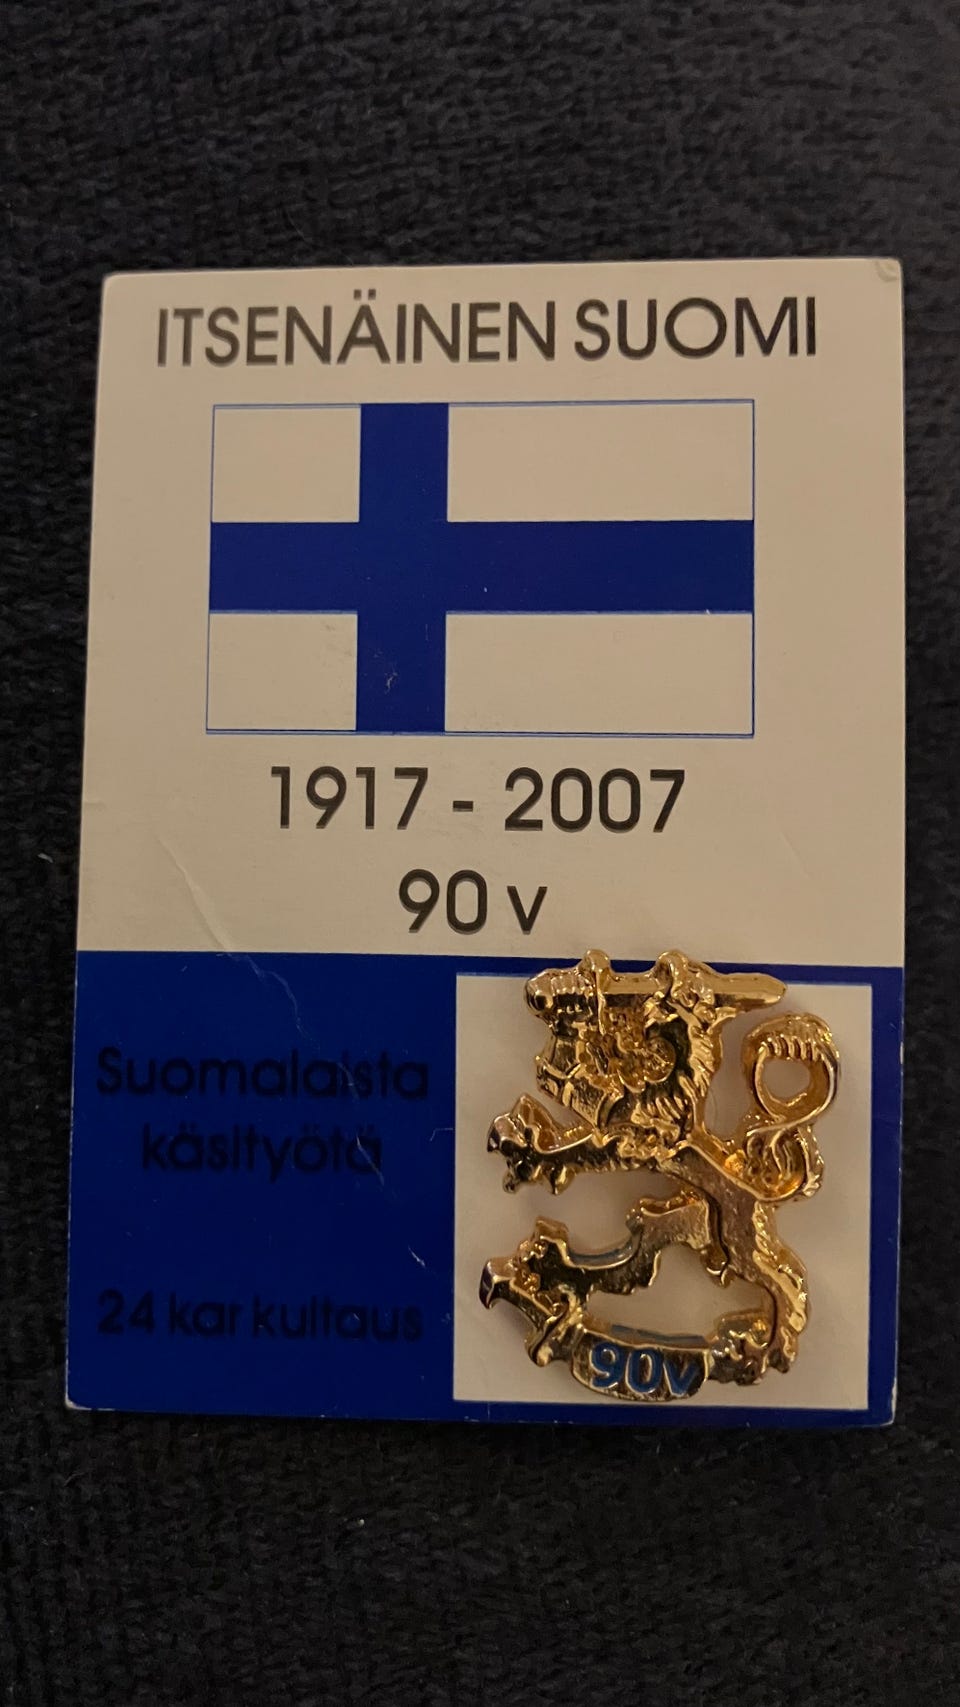 ITSENÄINEN SUOMI
1917 - 2007
90 v
Suomalaista
käsityötä
24 kar kultaus
90v